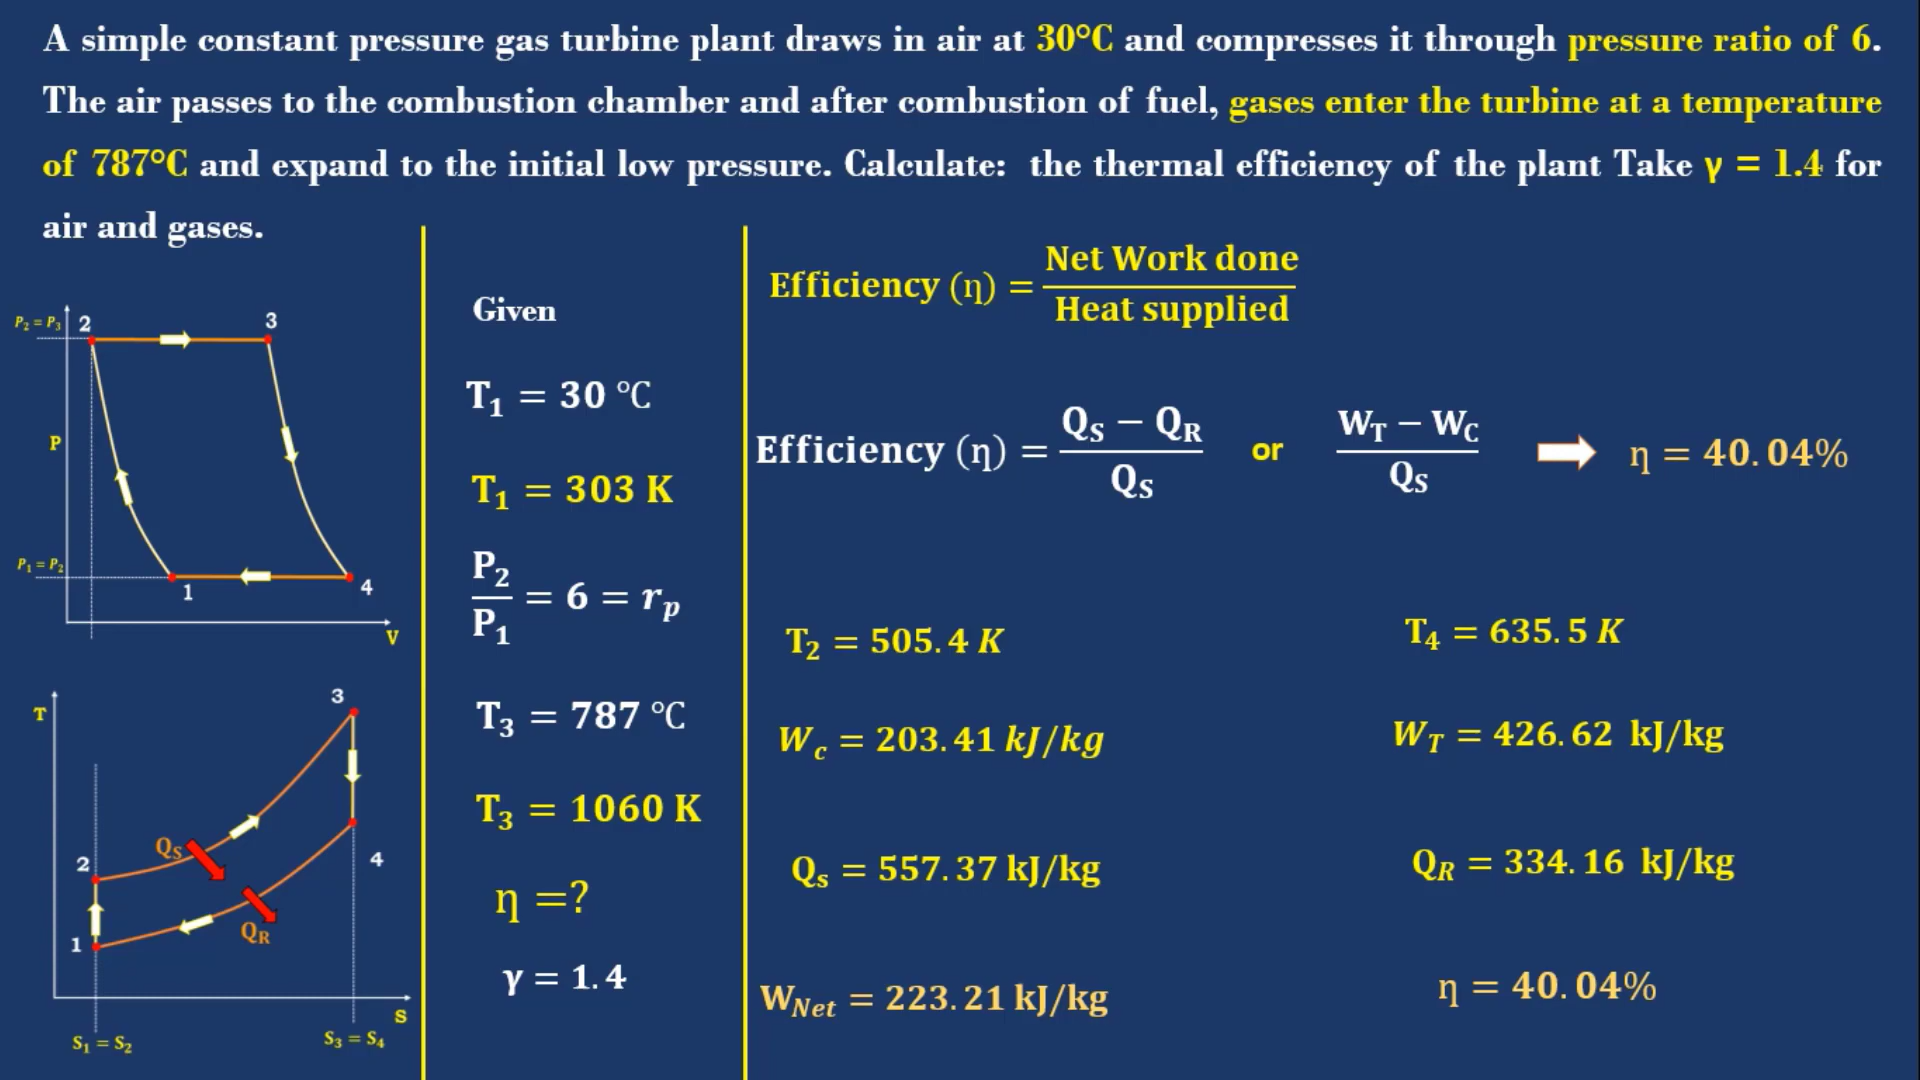 A simple constant pressure gas turbine plant draws in air at 30°C and compresses it through pressure ratio of 6.
The air passes to the combustion chamber and after combustion of fuel, gases enter the turbine at a temperature
of 787°C and expand to the initial low pressure. Calculate: the thermal efficiency of the plant Take γ = 1.4 for
air and gases.
P₂ = P₃
2
3
P
P₁ = P₂
1
4
V
T
3
Q_S
2
4
Q_R
1
S
S₁ = S₂
S₃ = S₄
Given
T₁ = 30 °C
T₁ = 303 K
P₂/P₁ = 6 = r_p
T₃ = 787 °C
T₃ = 1060 K
η =?
γ = 1.4
Efficiency (η) = Net Work done / Heat supplied
Efficiency (η) = (Q_S − Q_R)/Q_S or (W_T − W_C)/Q_S η = 40.04%
T₂ = 505.4 K
T₄ = 635.5 K
W_c = 203.41 kJ/kg
W_T = 426.62 kJ/kg
Q_s = 557.37 kJ/kg
Q_R = 334.16 kJ/kg
W_Net = 223.21 kJ/kg
η = 40.04%